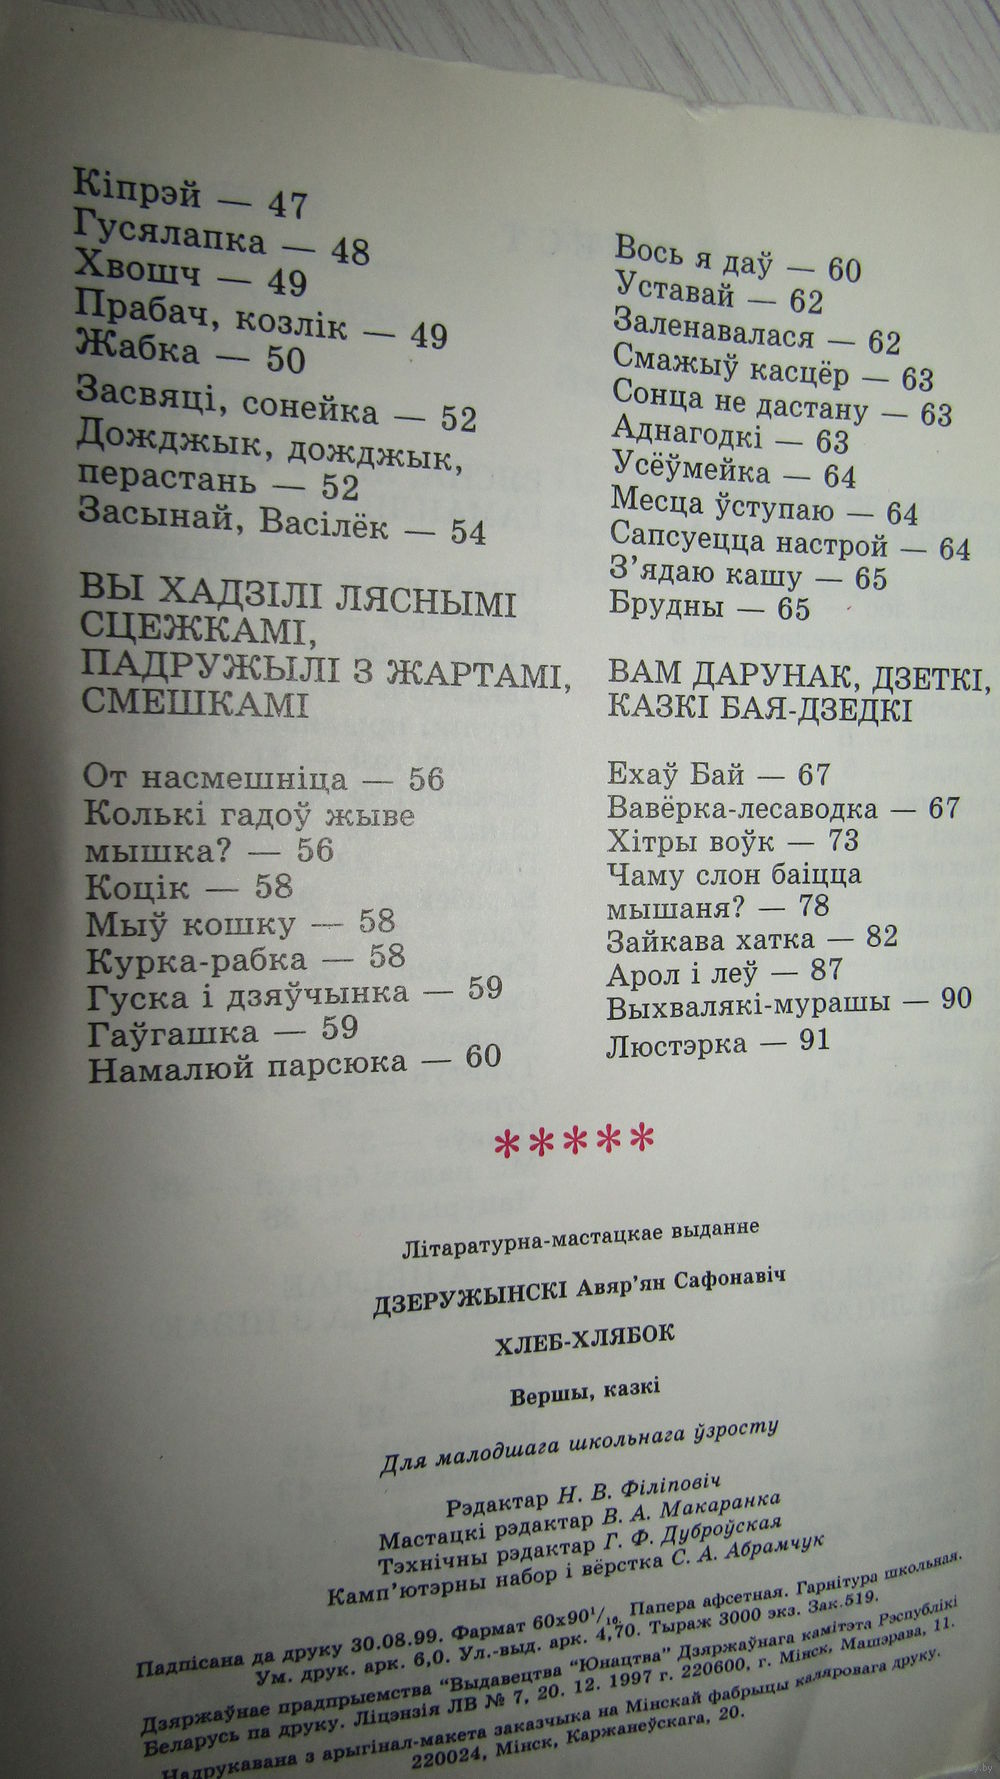 Кіпрэй — 47
Гусялапка — 48
Хвошч — 49
Прабач, козлік — 49
Жабка — 50
Засвяці, сонейка — 52
Дожджык, дожджык,
перастань — 52
Засынай, Васілёк — 54
ВЫ ХАДЗІЛІ ЛЯСНЫМІ
СЦЕЖКАМІ,
ПАДРУЖЫЛІ З ЖАРТАМІ,
СМЕШКАМІ
От насмешніца — 56
Колькі гадоў жыве
мышка? — 56
Коцік — 58
Мыў кошку — 58
Курка-рабка — 58
Гуска і дзяўчынка — 59
Гаўгашка — 59
Намалюй парсюка — 60
Вось я даў — 60
Уставай — 62
Заленавалася — 62
Смажыў касцёр — 63
Сонца не дастану — 63
Аднагодкі — 63
Усёўмейка — 64
Месца ўступаю — 64
Сапсуецца настрой — 64
З’ядаю кашу — 65
Брудны — 65
ВАМ ДАРУНАК, ДЗЕТКІ,
КАЗКІ БАЯ-ДЗЕДКІ
Ехаў Бай — 67
Вавёрка-лесаводка — 67
Хітры воўк — 73
Чаму слон баіцца
мышаня? — 78
Зайкава хатка — 82
Арол і леў — 87
Выхвалякі-мурашы — 90
Люстэрка — 91
*****
Літаратурна-мастацкае выданне
ДЗЕРУЖЫНСКІ Авяр’ян Сафонавіч
ХЛЕБ-ХЛЯБОК
Вершы, казкі
Для малодшага школьнага ўзросту
Рэдактар Н. В. Філіповіч
Мастацкі рэдактар В. А. Макаранка
Тэхнічны рэдактар Г. Ф. Дуброўская
Камп’ютэрны набор і вёрстка С. А. Абрамчук
Падпісана да друку 30.08.99. Фармат 60х90¹/₁₆. Папера афсетная. Гарнітура школьная.
Ум. друк. арк. 6,0. Ул.-выд. арк. 4,70. Тыраж 3000 экз. Зак.519.
Дзяржаўнае прадпрыемства “Выдавецтва “Юнацтва” Дзяржаўнага камітэта Рэспублікі
Беларусь па друку. Ліцэнзія ЛВ № 7, 20. 12. 1997 г. 220600, г. Мінск, Машэрава, 11.
Надрукавана з арыгінал-макета заказчыка на Мінскай фабрыцы каляровага друку.
220024, Мінск, Каржанеўскага, 20.